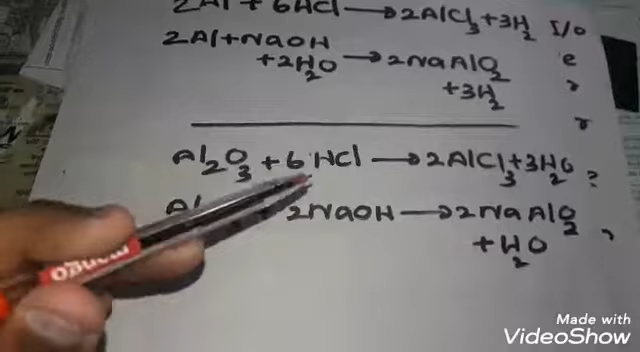 2Al + 6HCl → 2AlCl3 + 3H2 I/O
2Al + NaOH e
+ 2H2O → 2NaAlO2
+ 3H2 r
r
Al2O3 + 6HCl → 2AlCl3 + 3H2O ?
Al 2NaOH → 2NaAlO2
+ H2O
Made with
VideoShow